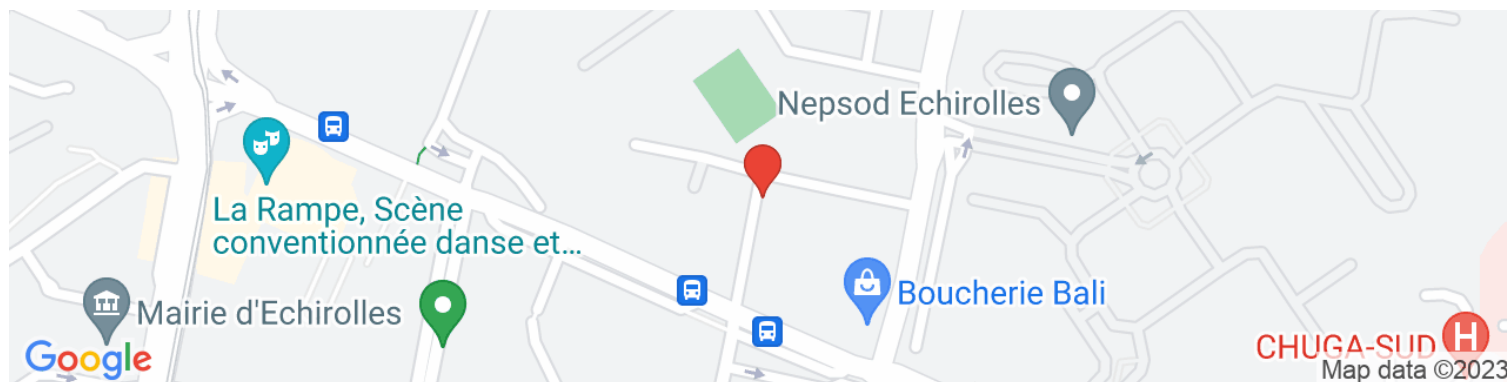 Nepsod Echirolles
La Rampe, Scène
conventionnée danse et...
Boucherie Bali
Mairie d'Echirolles
CHUGA-SUD
H
Google
Map data ©2023